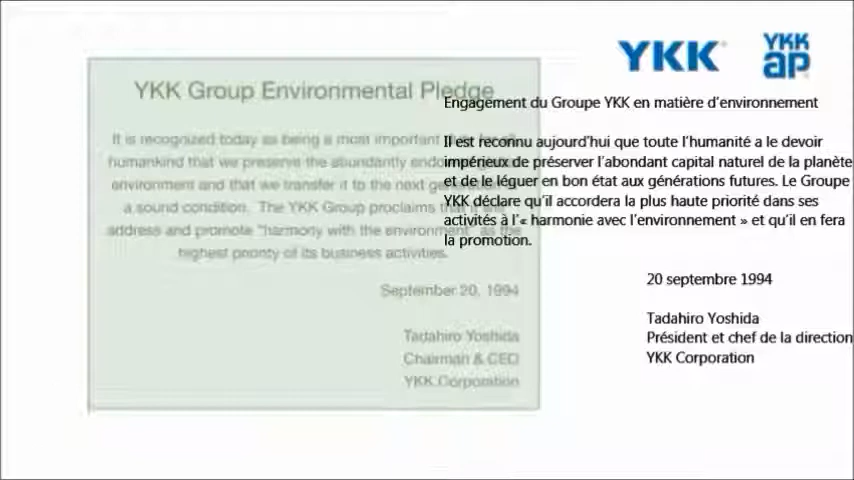 YKK
YKK
ap
YKK Group Environmental Pledge
It is recognized today as being a most important
humankind that we preserve the abundantly
environment and that we transfer it to the next
a sound condition. The YKK Group proclaims
address and promote "harmony with the environment" as the
highest priority of its business activities.
September 20, 1994
Tadahiro Yoshida
Chairman & CEO
YKK Corporation
Engagement du Groupe YKK en matière d'environnement
Il est reconnu aujourd'hui que toute l'humanité a le devoir
impérieux de préserver l'abondant capital naturel de la planète
et de le léguer en bon état aux générations futures. Le Groupe
YKK déclare qu'il accordera la plus haute priorité dans ses
activités à l'« harmonie avec l'environnement » et qu'il en fera
la promotion.
20 septembre 1994
Tadahiro Yoshida
Président et chef de la direction
YKK Corporation